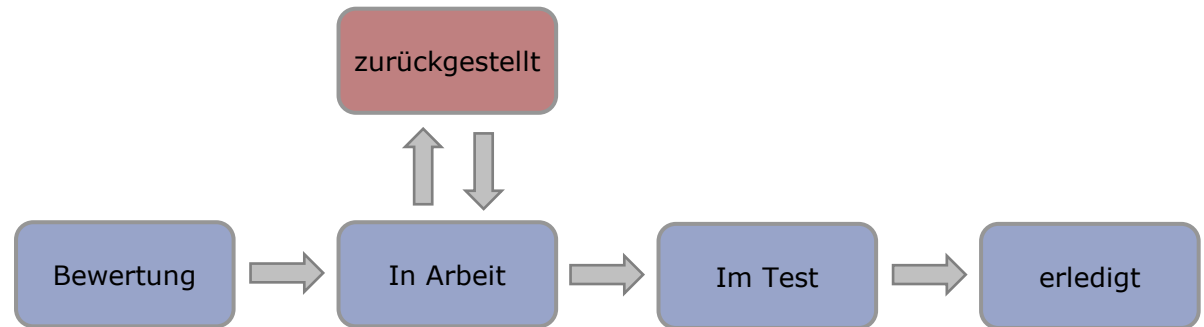 zurückgestellt
Bewertung
In Arbeit
Im Test
erledigt